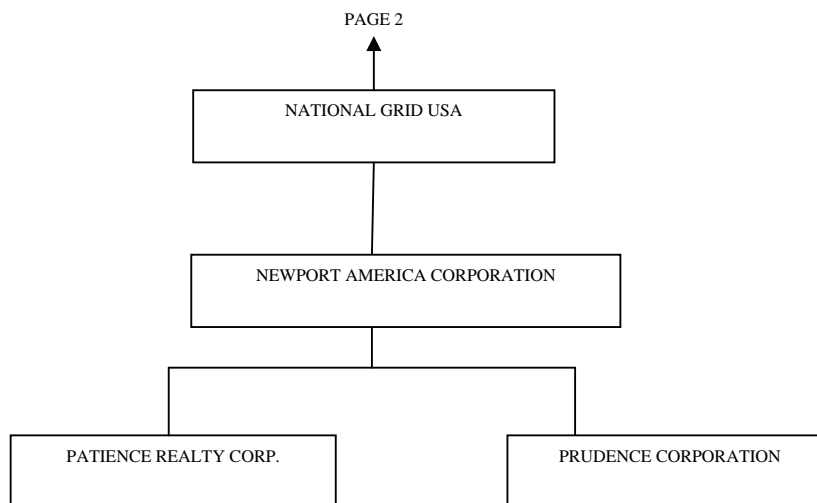 PAGE 2
NATIONAL GRID USA
NEWPORT AMERICA CORPORATION
PATIENCE REALTY CORP.
PRUDENCE CORPORATION